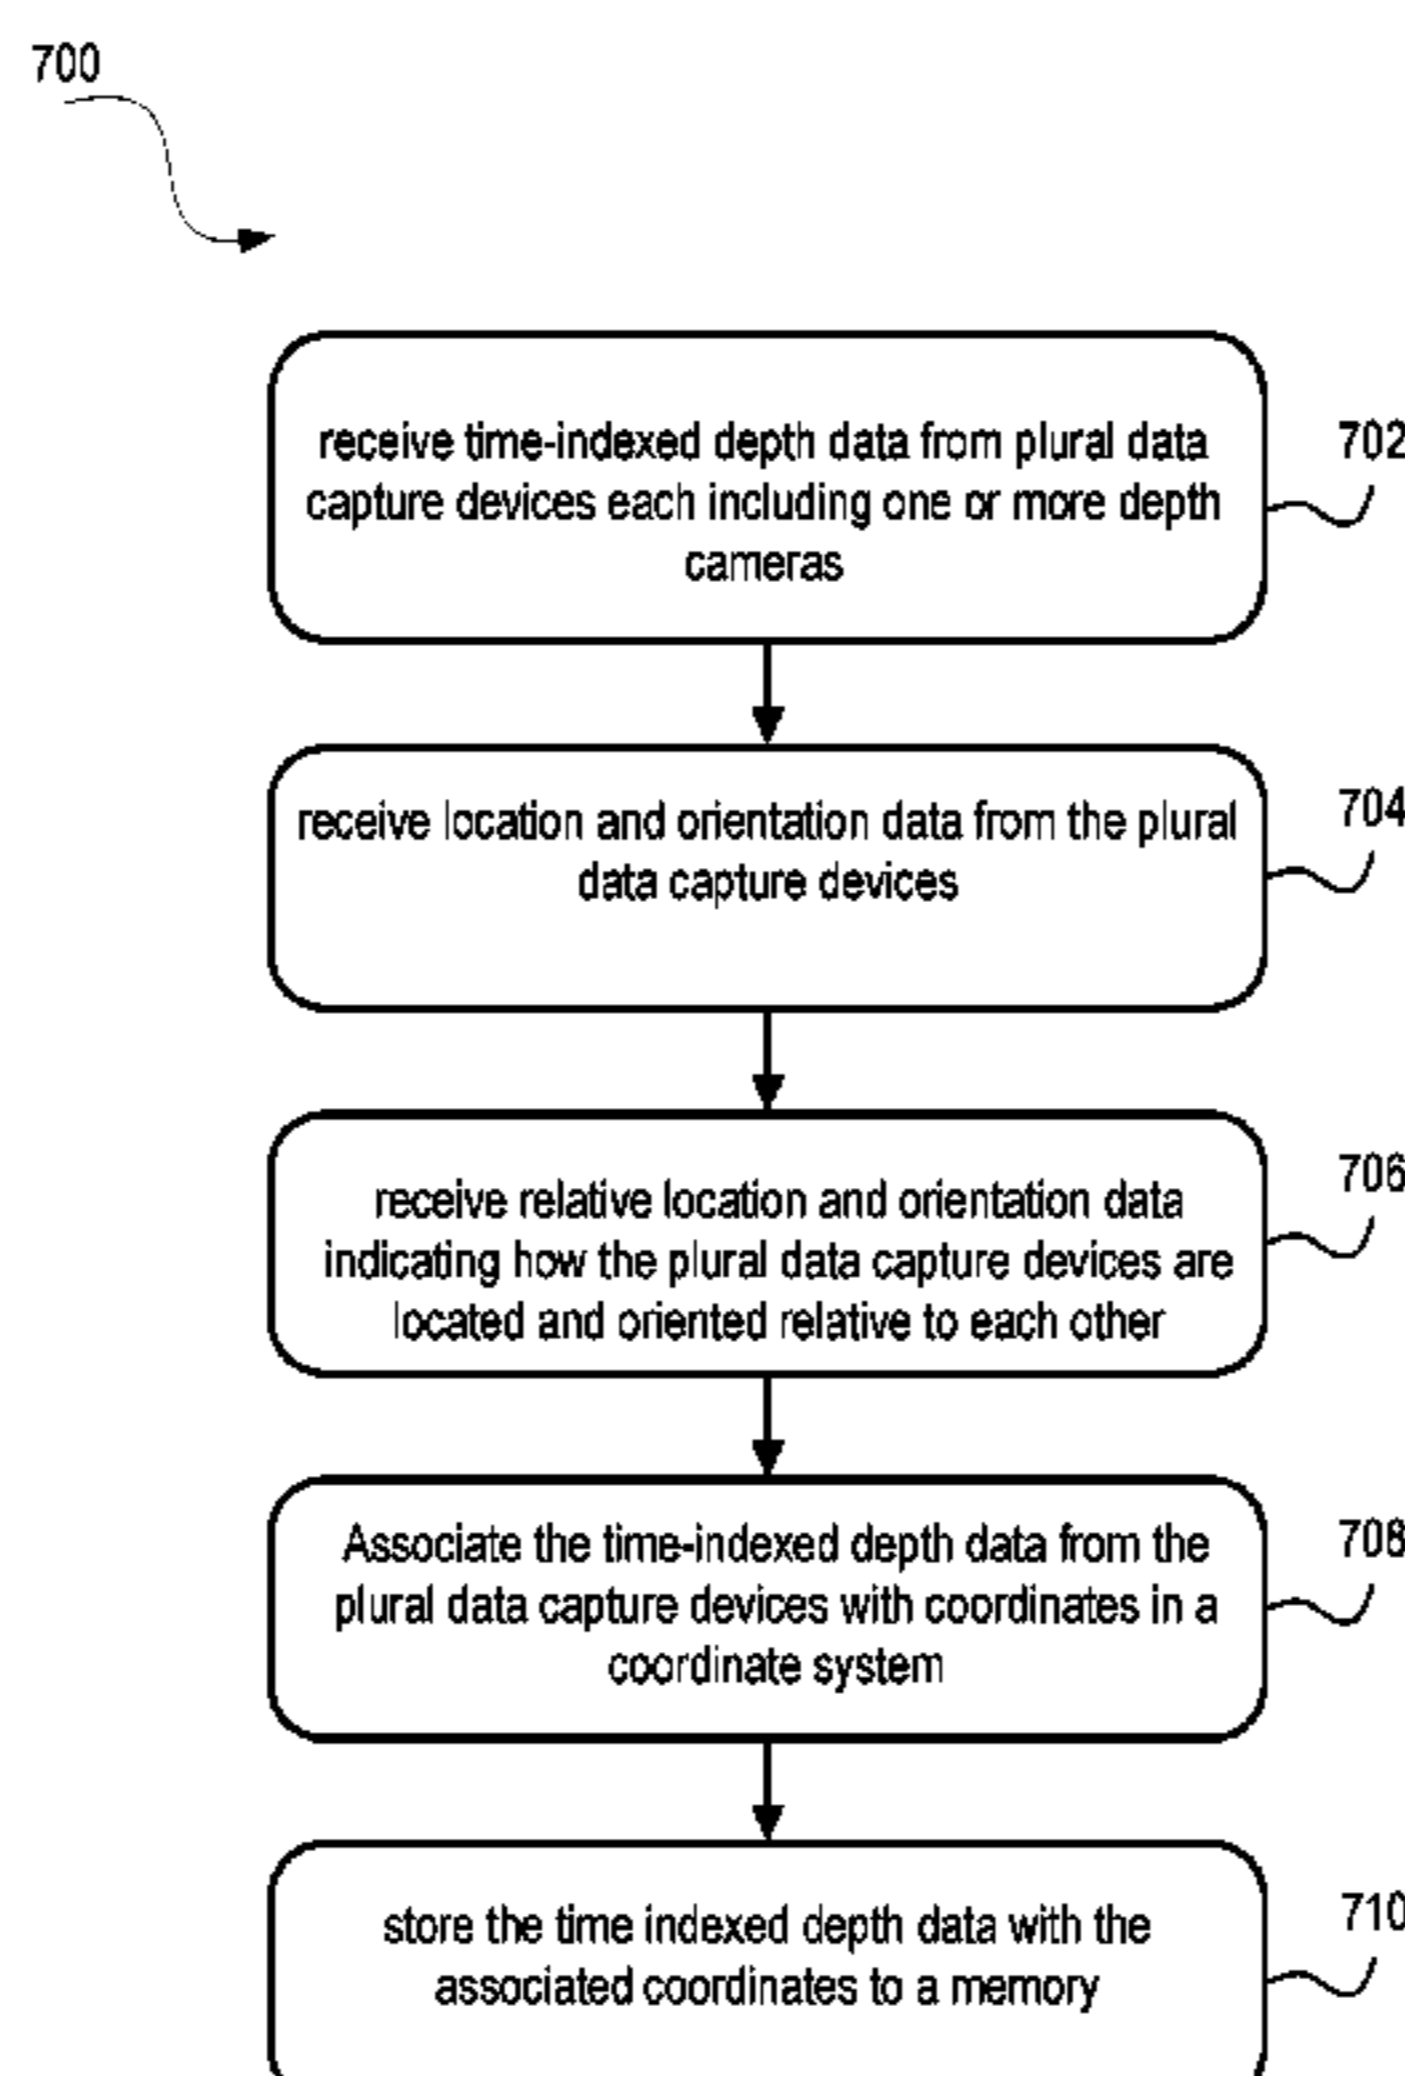 700
receive time-indexed depth data from plural data
capture devices each including one or more depth
cameras
702
receive location and orientation data from the plural
data capture devices
704
receive relative location and orientation data
indicating how the plural data capture devices are
located and oriented relative to each other
706
Associate the time-indexed depth data from the
plural data capture devices with coordinates in a
coordinate system
708
store the time indexed depth data with the
associated coordinates to a memory
710